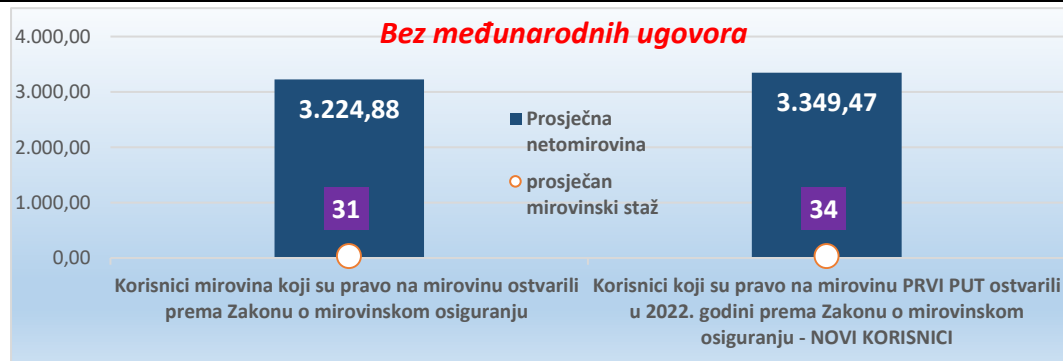 Bez međunarodnih ugovora
4.000,00
3.000,00
2.000,00
1.000,00
0,00
3.224,88
3.349,47
Prosječna
netomirovina
prosječan
mirovinski staž
31
34
Korisnici mirovina koji su pravo na mirovinu ostvarili
prema Zakonu o mirovinskom osiguranju
Korisnici koji su pravo na mirovinu PRVI PUT ostvarili
u 2022. godini prema Zakonu o mirovinskom
osiguranju - NOVI KORISNICI